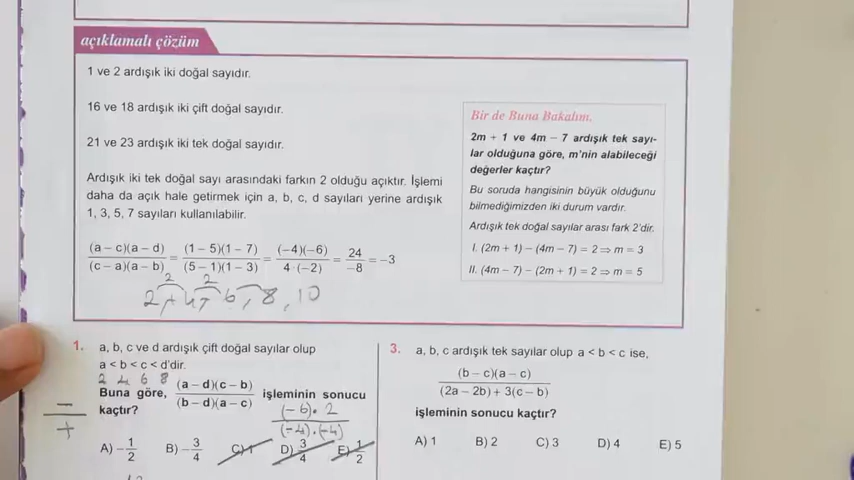 açıklamalı çözüm
1 ve 2 ardışık iki doğal sayıdır.
16 ve 18 ardışık iki çift doğal sayıdır.
21 ve 23 ardışık iki tek doğal sayıdır.
Ardışık iki tek doğal sayı arasındaki farkın 2 olduğu açıktır. İşlemi
daha da açık hale getirmek için a, b, c, d sayıları yerine ardışık
1, 3, 5, 7 sayıları kullanılabilir.
(a – c)(a – d) / (c – a)(a – b) = (1 – 5)(1 – 7) / (5 – 1)(1 – 3) = (–4)(–6) / 4·(–2) = 24 / –8 = –3
2 2
2, 4, 6, 8, 10
Bir de Buna Bakalım,
2m + 1 ve 4m – 7 ardışık tek sayı-
lar olduğuna göre, m'nin alabileceği
değerler kaçtır?
Bu soruda hangisinin büyük olduğunu
bilmediğimizden iki durum vardır.
Ardışık tek doğal sayılar arası fark 2'dir.
I. (2m + 1) – (4m – 7) = 2 ⇒ m = 3
II. (4m – 7) – (2m + 1) = 2 ⇒ m = 5
1. a, b, c ve d ardışık çift doğal sayılar olup
a < b < c < d'dir.
2 4 6 8
Buna göre, (a – d)(c – b) / (b – d)(a – c) işleminin sonucu
kaçtır?
– / +
(–6)·2 / (–4)·(–4)
A) –1/2 B) –3/4 C) 1 D) 3/4 E) 1/2
3. a, b, c ardışık tek sayılar olup a < b < c ise,
(b – c)(a – c) / (2a – 2b) + 3(c – b)
işleminin sonucu kaçtır?
A) 1 B) 2 C) 3 D) 4 E) 5